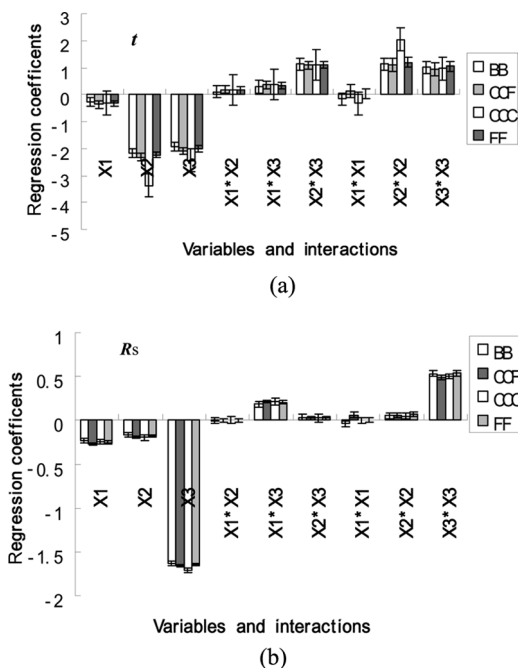 (a)
3
2
1
0
-1
-2
-3
-4
-5
Regression coefficents
t
X1
X2
X3
X1* X2
X1* X3
X2* X3
X1* X1
X2* X2
X3* X3
BB
CCF
CCC
FF
Variables and interactions
(a)
1
0.5
0
-0.5
-1
-1.5
-2
Regression coefficents
Rs
X1
X2
X3
X1* X2
X1* X3
X2* X3
X1* X1
X2* X2
X3* X3
BB
CCF
CCC
FF
Variables and interactions
(b)